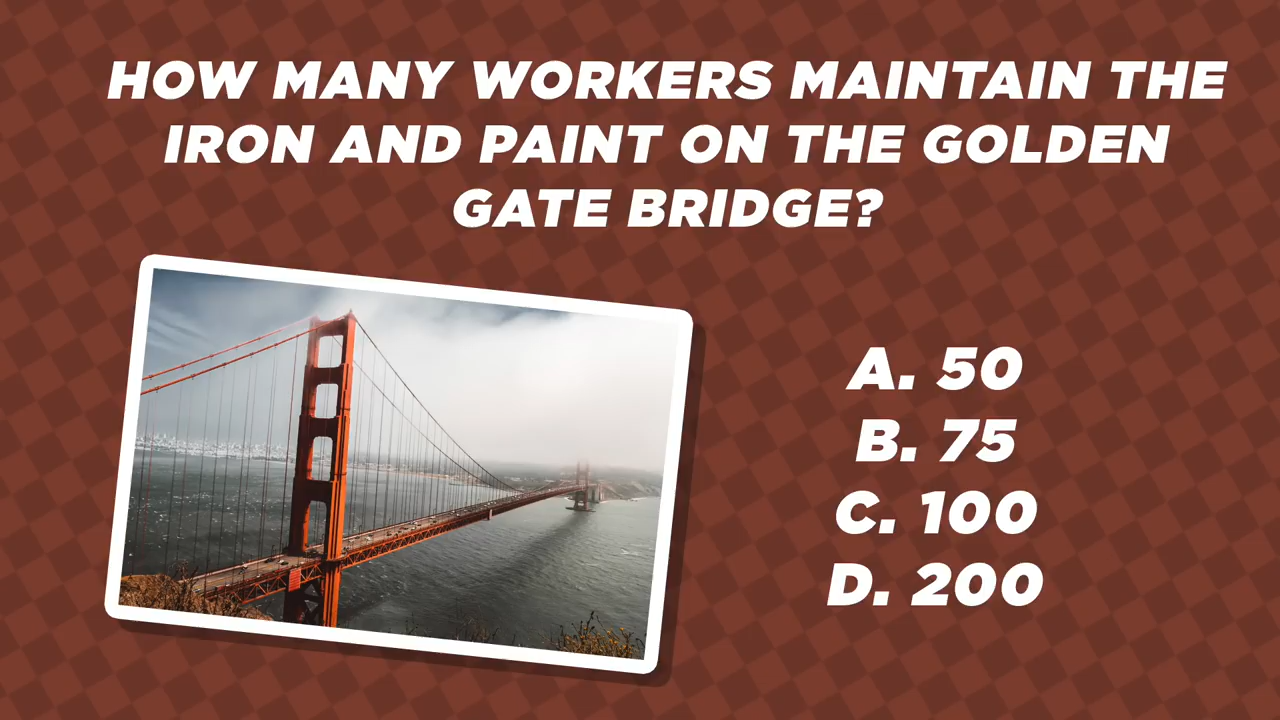 HOW MANY WORKERS MAINTAIN THE
IRON AND PAINT ON THE GOLDEN
GATE BRIDGE?
A. 50
B. 75
C. 100
D. 200